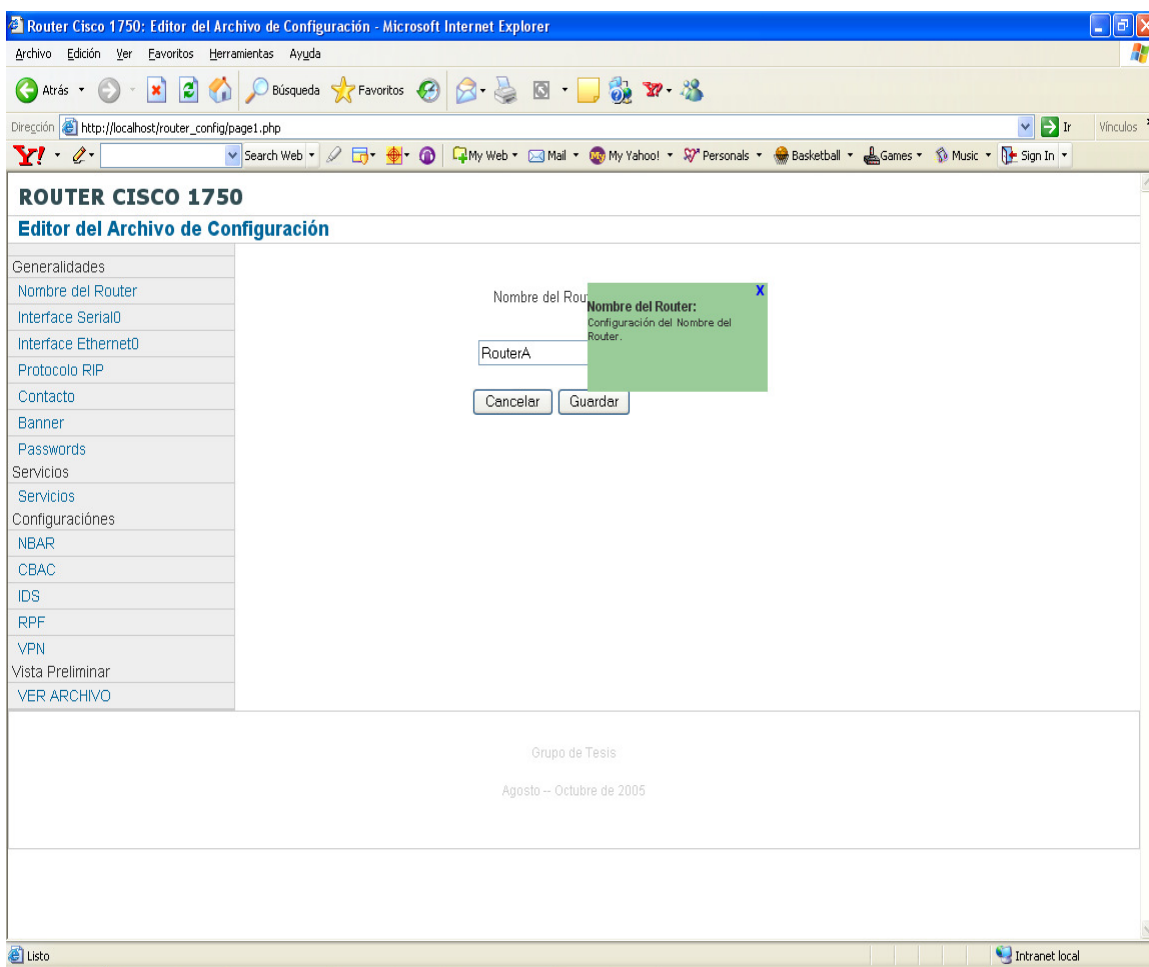 Router Cisco 1750: Editor del Archivo de Configuración - Microsoft Internet Explorer
Archivo Edición Ver Favoritos Herramientas Ayuda
Atrás Búsqueda Favoritos
Dirección http://localhost/router_config/page1.php Ir Vínculos
Y! Search Web My Web Mail My Yahoo! Personals Basketball Games Music Sign In
ROUTER CISCO 1750
Editor del Archivo de Configuración
Generalidades
Nombre del Router
Interface Serial0
Interface Ethernet0
Protocolo RIP
Contacto
Banner
Passwords
Servicios
Servicios
Configuraciónes
NBAR
CBAC
IDS
RPF
VPN
Vista Preliminar
VER ARCHIVO
Nombre del Rou
X
Nombre del Router:
Configuración del Nombre del
Router.
RouterA
Cancelar Guardar
Grupo de Tesis
Agosto -- Octubre de 2005
Listo Intranet local